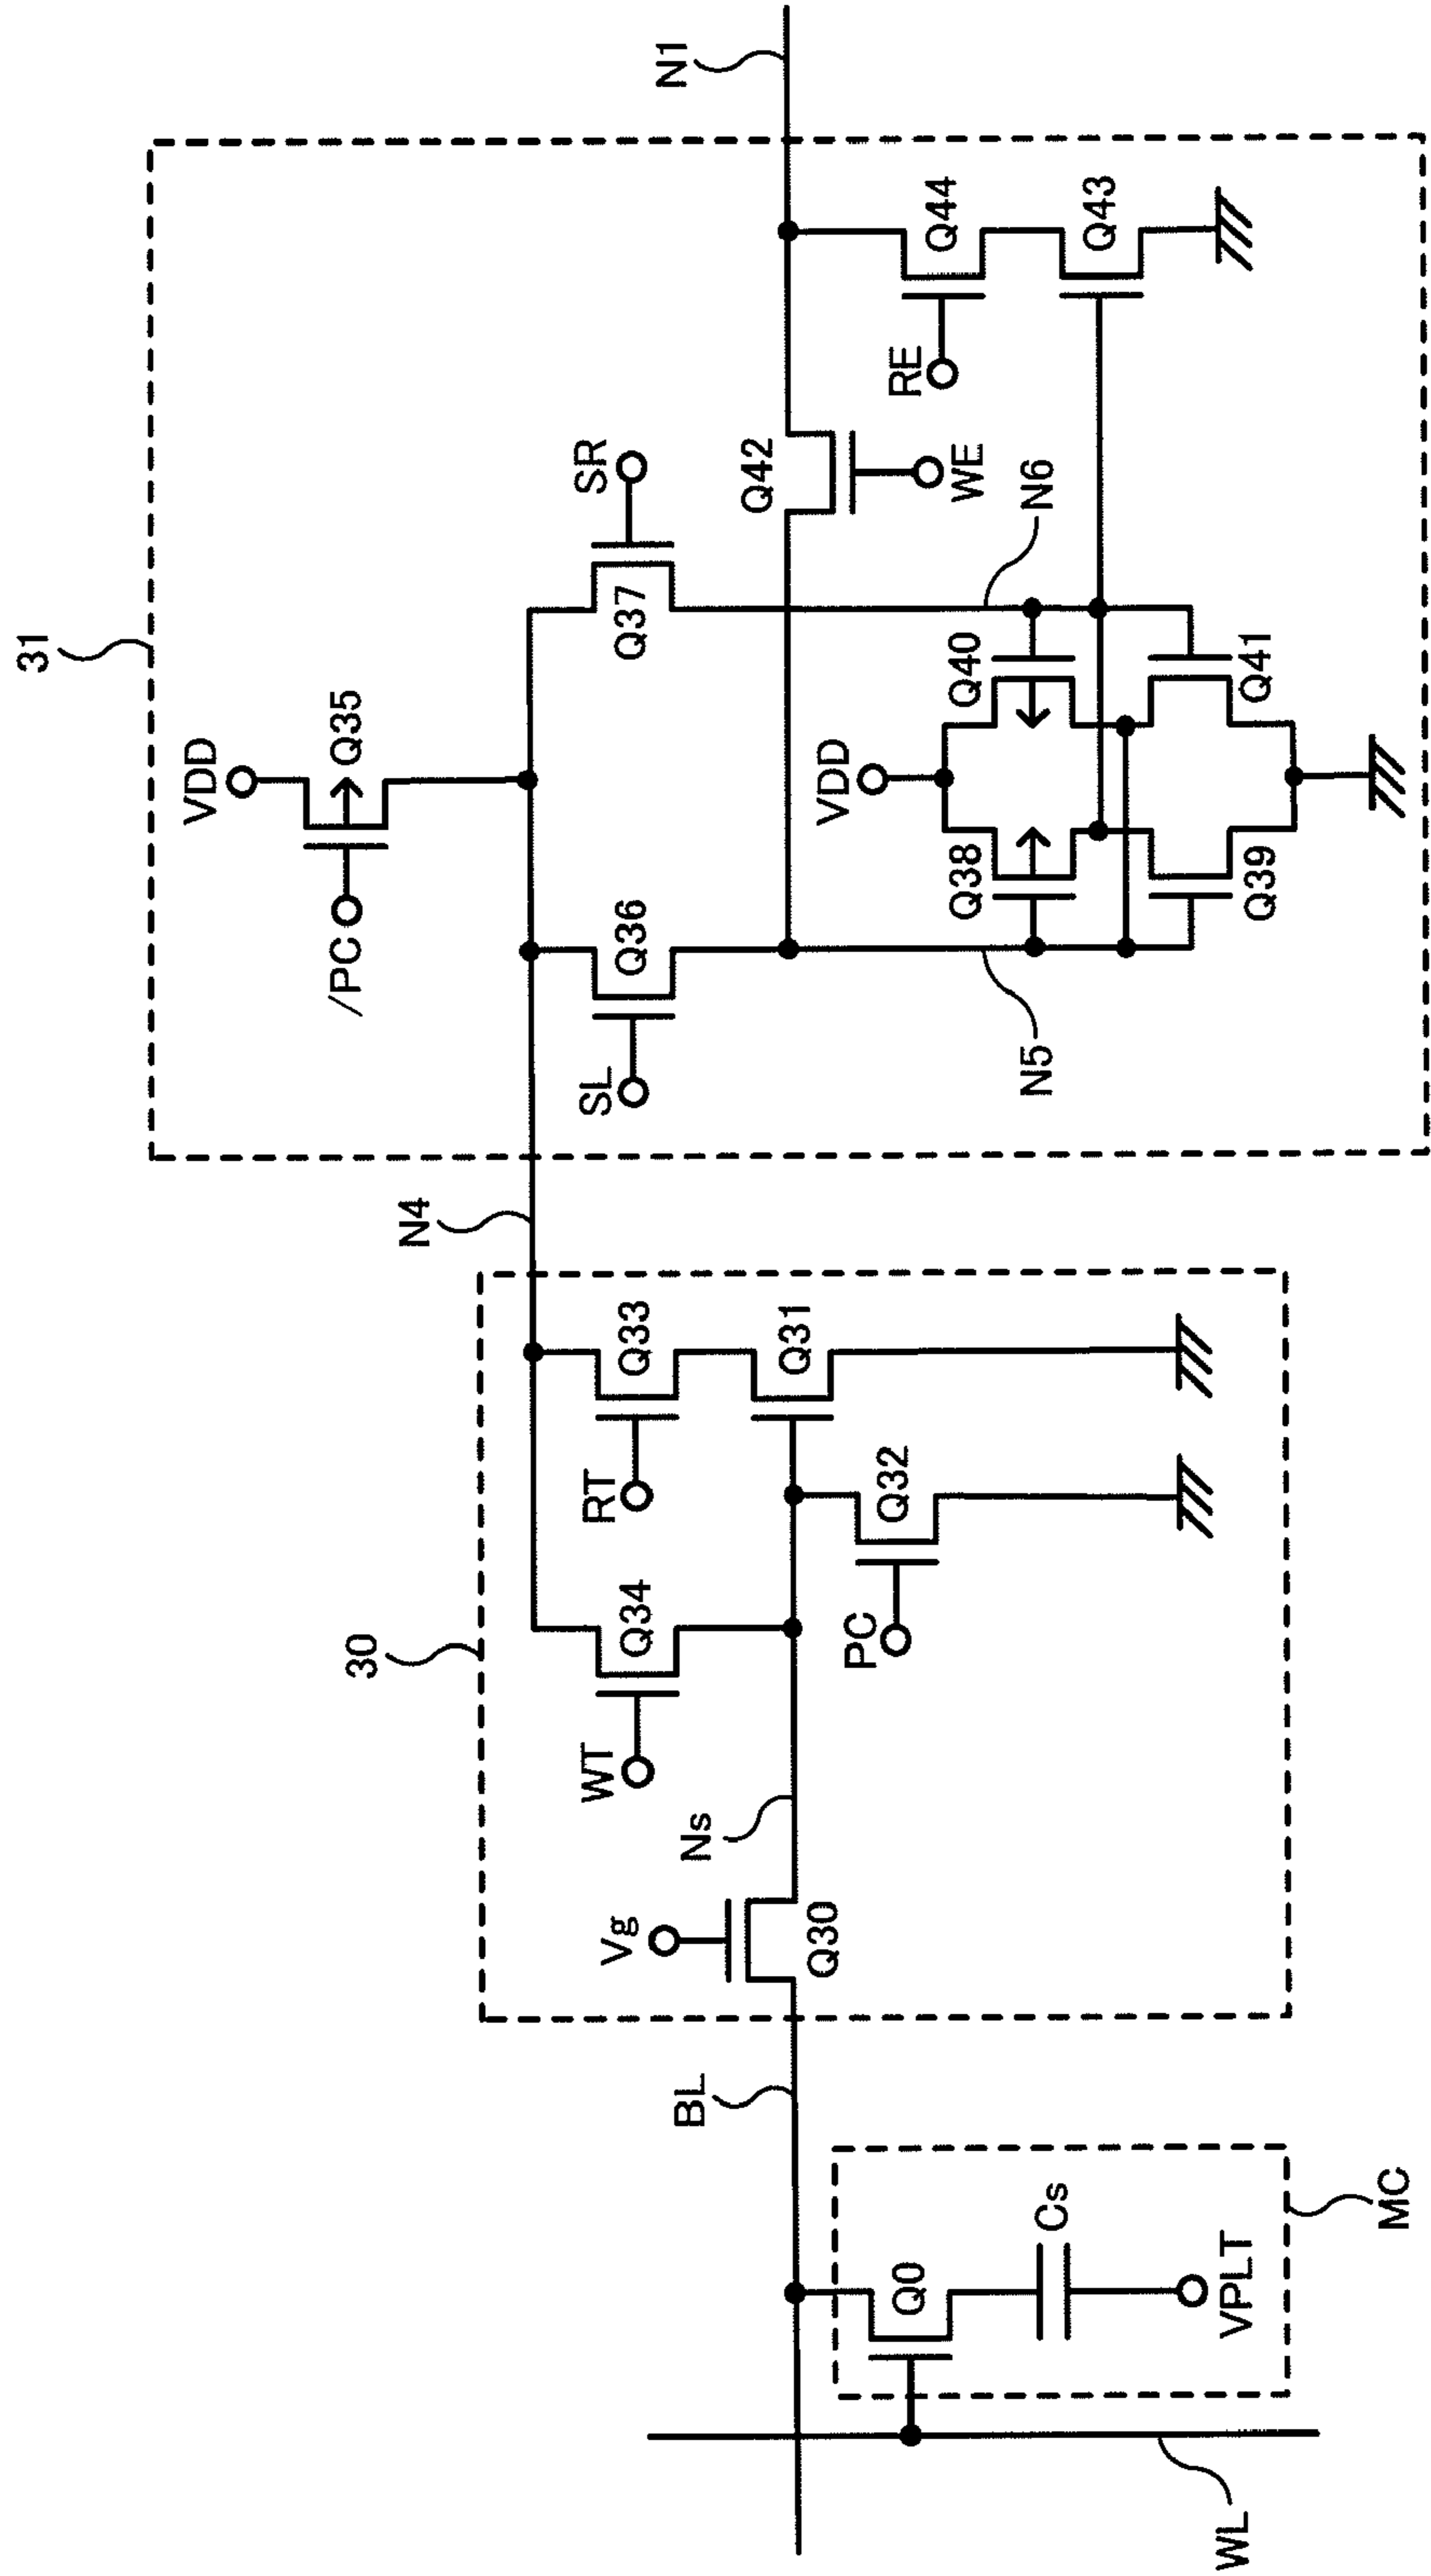 31
VDD
/PC
Q35
SL
Q36
SR
Q37
N1
Q42
WE
Q44
RE
Q43
VDD
Q38
Q40
Q39
Q41
N5
N6
N4
30
WT
Q34
RT
Q33
Q31
PC
Q32
Ns
Vg
Q30
BL
Q0
Cs
VPLT
MC
WL